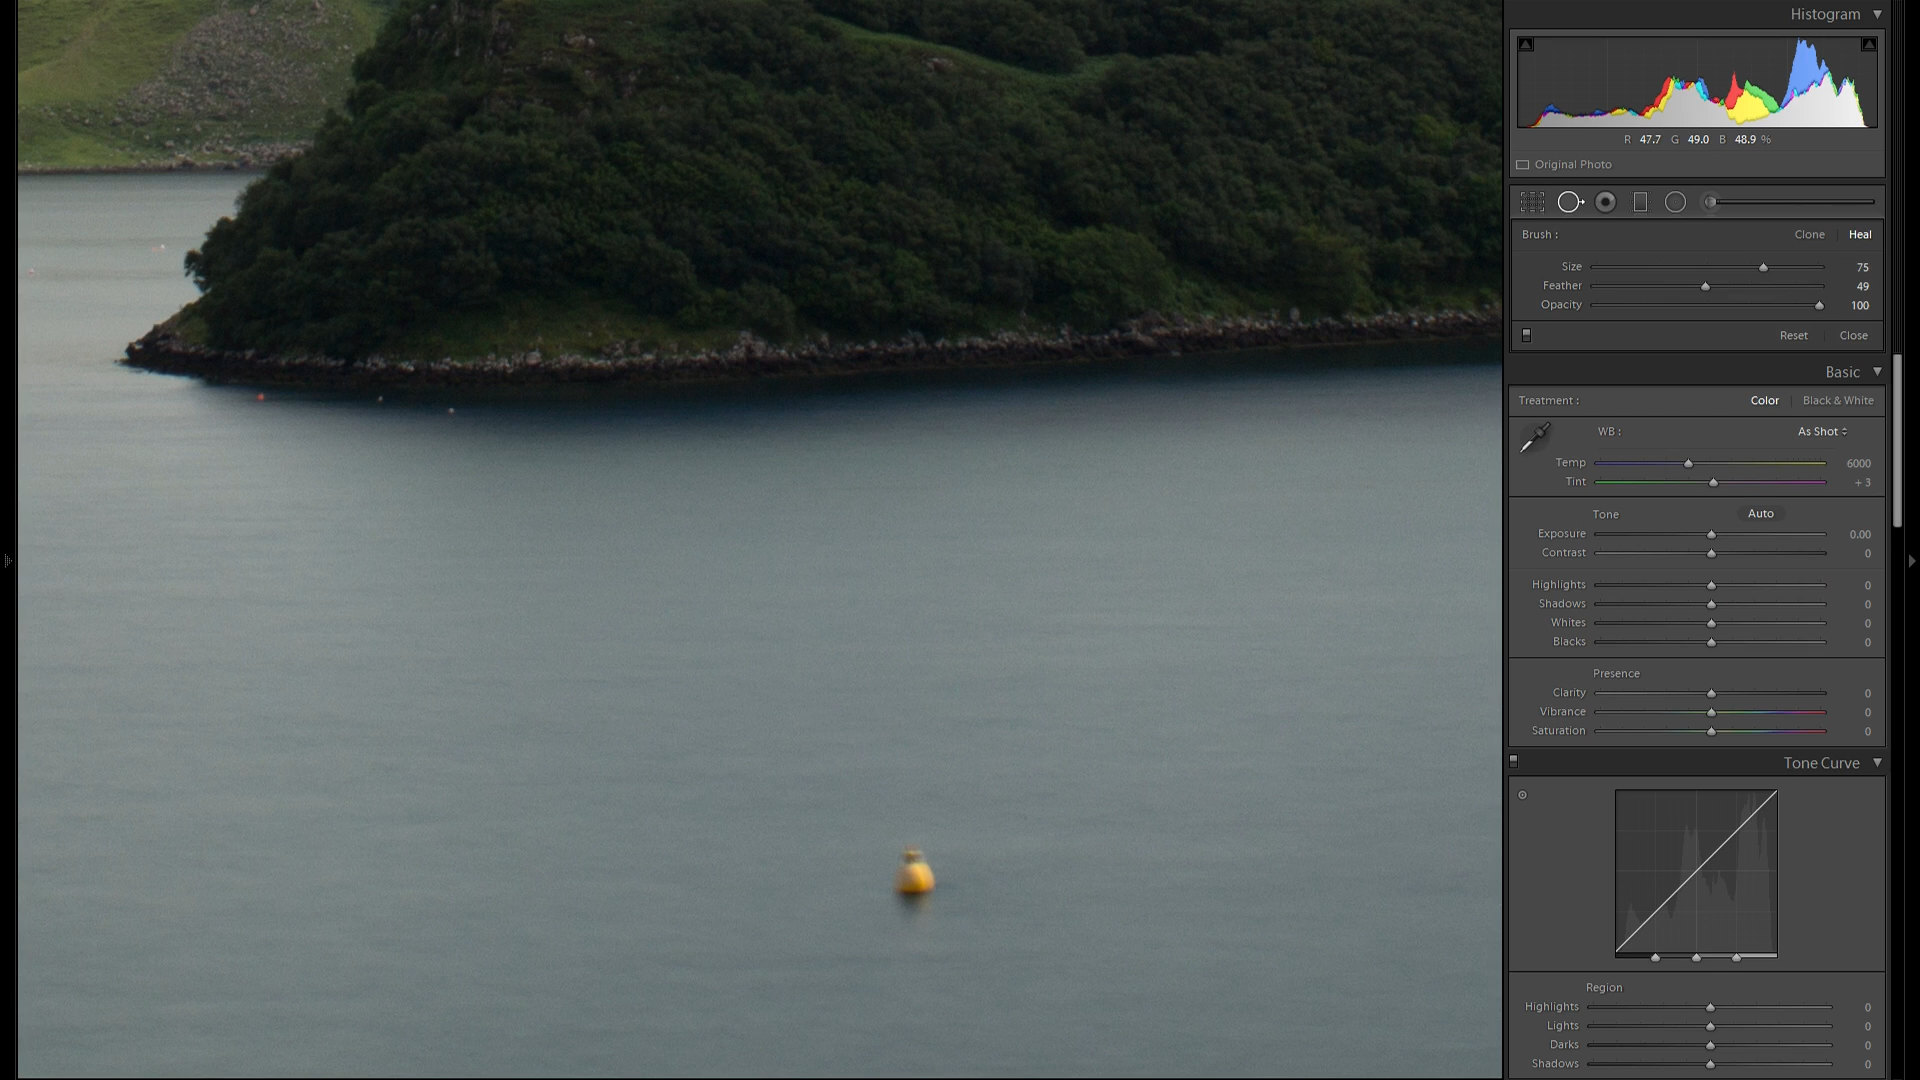 Histogram
R 47.7 G 49.0 B 48.9 %
Original Photo
Brush : Clone Heal
Size 75
Feather 49
Opacity 100
Reset Close
Basic
Treatment : Color Black & White
WB : As Shot
Temp 6000
Tint + 3
Tone Auto
Exposure 0.00
Contrast 0
Highlights 0
Shadows 0
Whites 0
Blacks 0
Presence
Clarity 0
Vibrance 0
Saturation 0
Tone Curve
Region
Highlights 0
Lights 0
Darks 0
Shadows 0